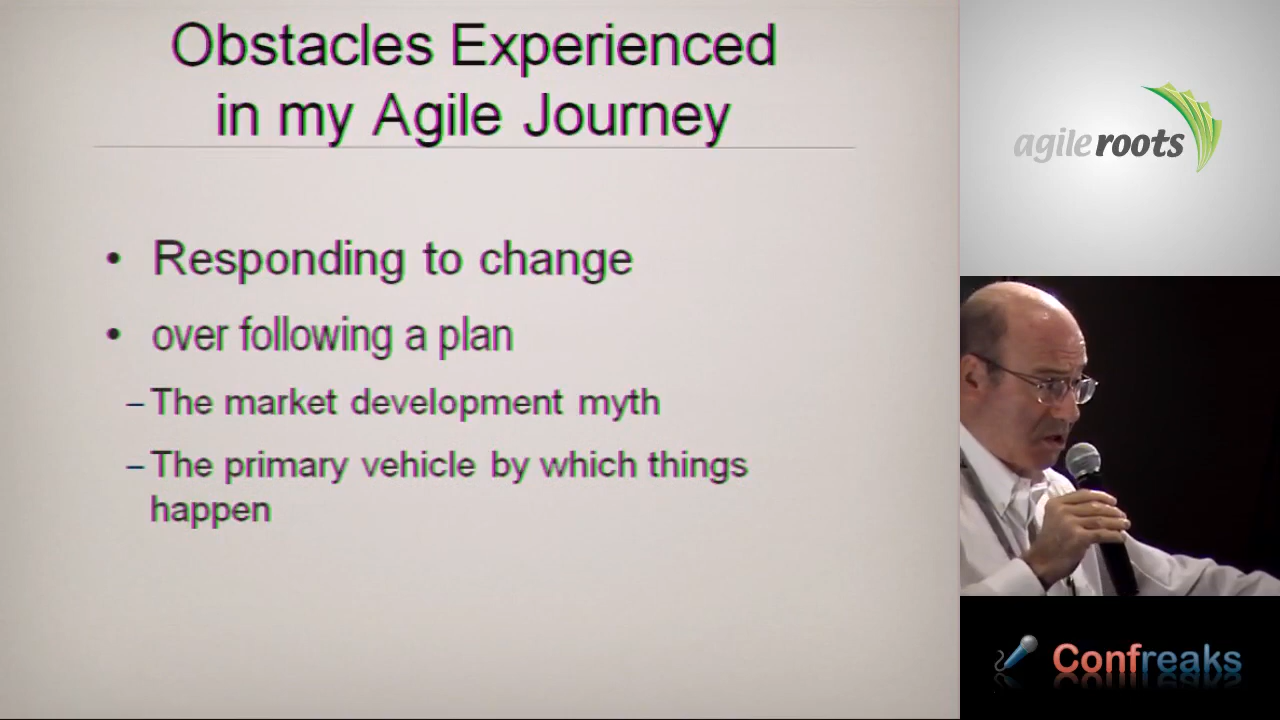 Obstacles Experienced
in my Agile Journey
• Responding to change
• over following a plan
– The market development myth
– The primary vehicle by which things
happen
agile roots
Confreaks